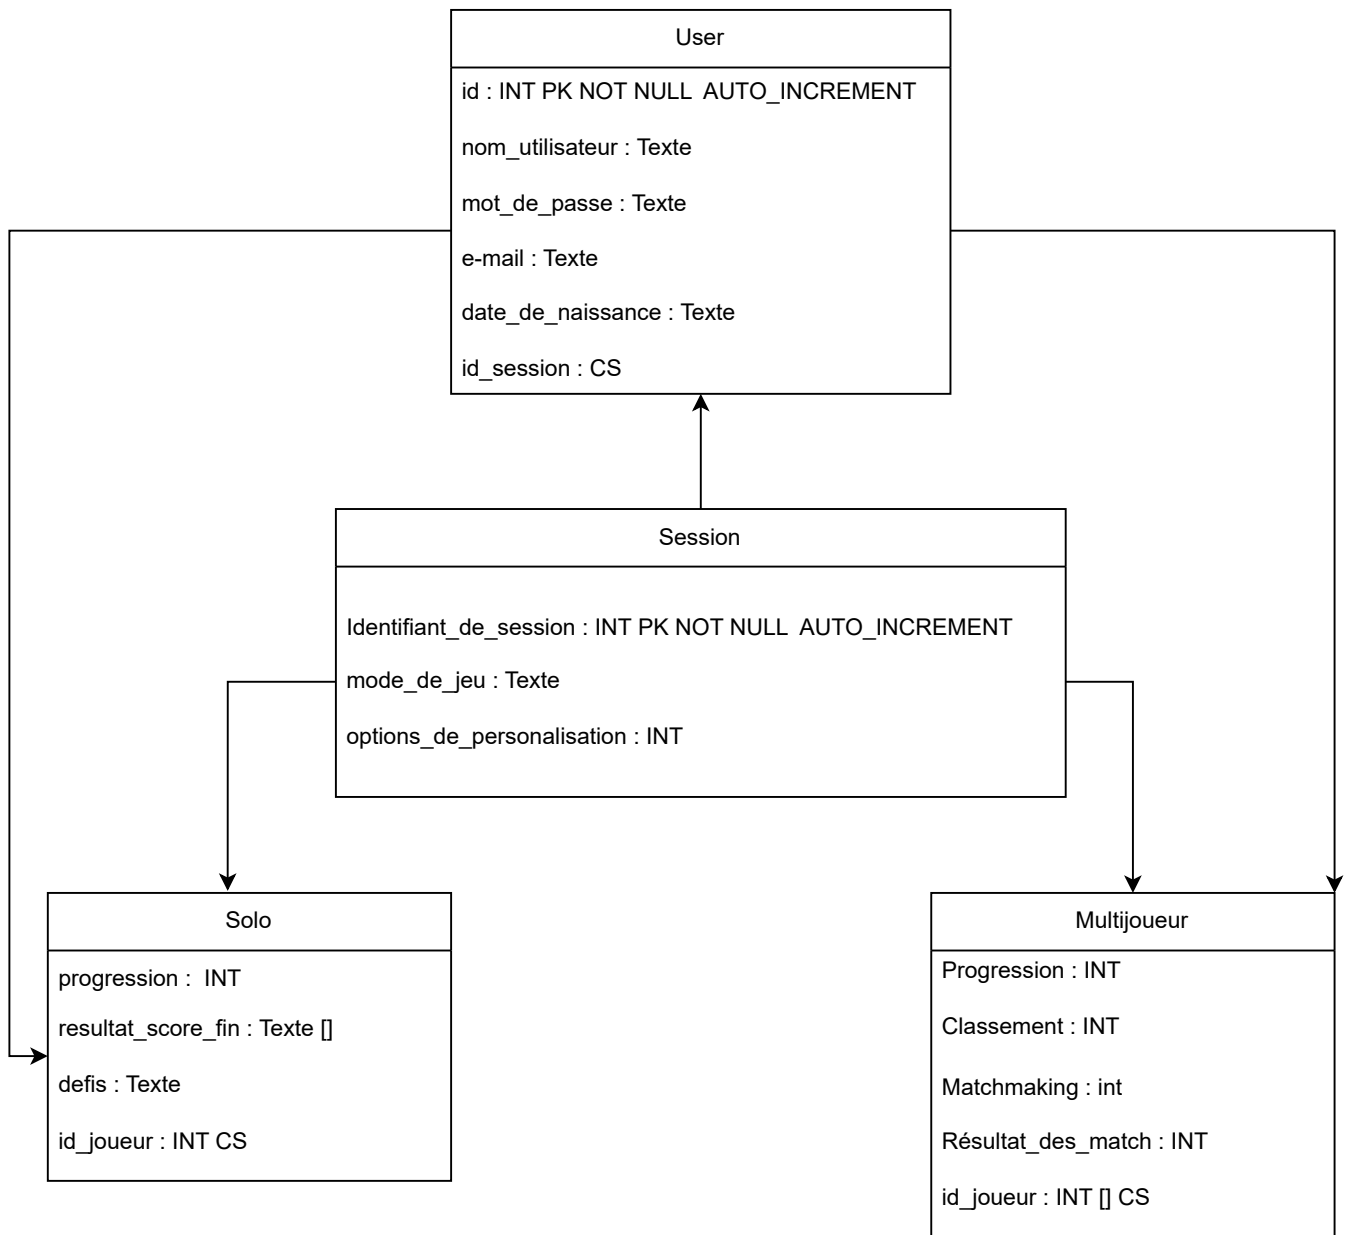 User
id : INT PK NOT NULL  AUTO_INCREMENT
nom_utilisateur : Texte
mot_de_passe : Texte
e-mail : Texte
date_de_naissance : Texte
id_session : CS
Session
Identifiant_de_session : INT PK NOT NULL  AUTO_INCREMENT
mode_de_jeu : Texte
options_de_personalisation : INT
Solo
progression :  INT
resultat_score_fin : Texte []
defis : Texte
id_joueur : INT CS
Multijoueur
Progression : INT
Classement : INT
Matchmaking : int
Résultat_des_match : INT
id_joueur : INT [] CS